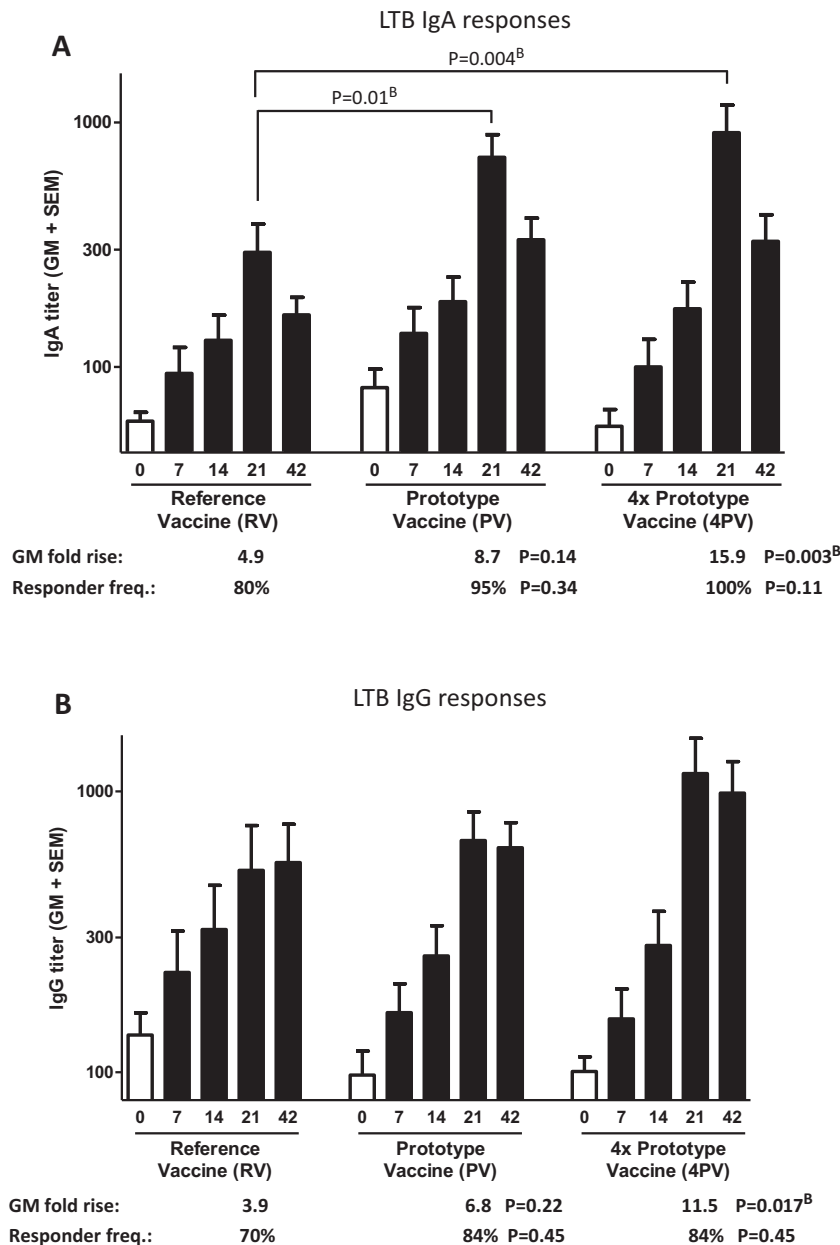 LTB IgA responses
A
P=0.004ᴮ
P=0.01ᴮ
1000
300
100
IgA titer (GM + SEM)
0 7 14 21 42 0 7 14 21 42 0 7 14 21 42
Reference Prototype 4x Prototype
Vaccine (RV) Vaccine (PV) Vaccine (4PV)
GM fold rise: 4.9 8.7 P=0.14 15.9 P=0.003ᴮ
Responder freq.: 80% 95% P=0.34 100% P=0.11
B
LTB IgG responses
1000
300
100
IgG titer (GM + SEM)
0 7 14 21 42 0 7 14 21 42 0 7 14 21 42
Reference Prototype 4x Prototype
Vaccine (RV) Vaccine (PV) Vaccine (4PV)
GM fold rise: 3.9 6.8 P=0.22 11.5 P=0.017ᴮ
Responder freq.: 70% 84% P=0.45 84% P=0.45